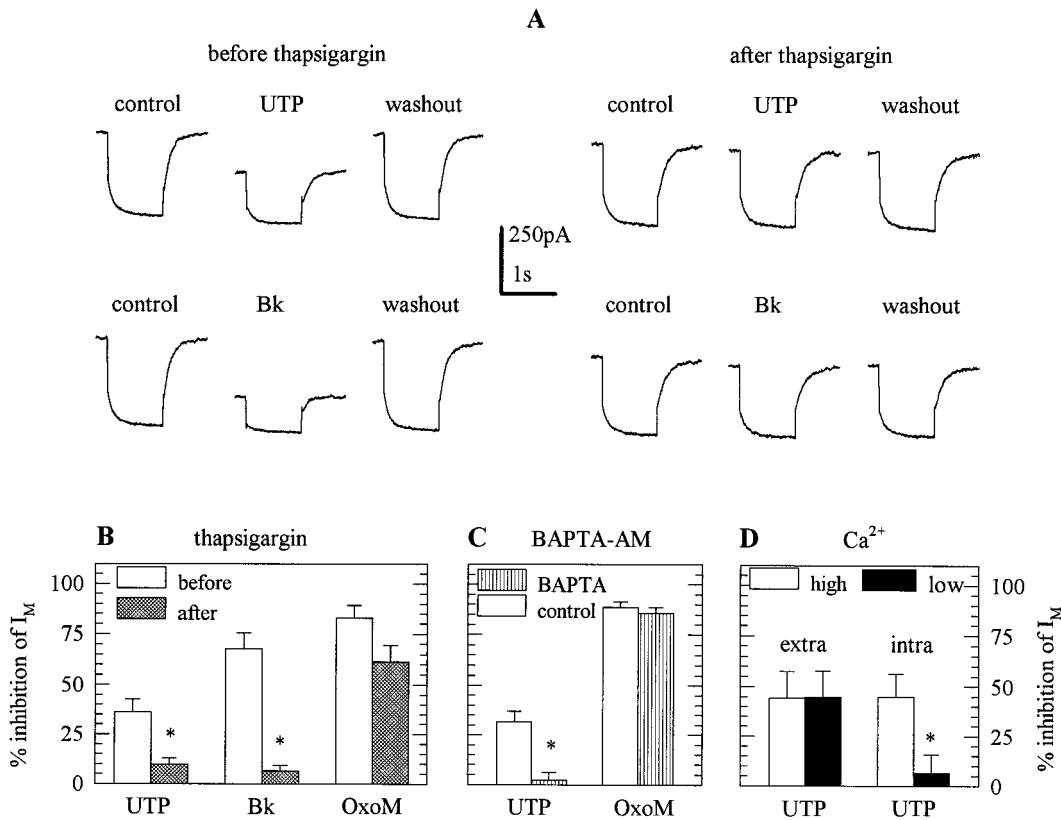 A
before thapsigargin
after thapsigargin
control UTP washout
control UTP washout
250pA
1s
control Bk washout
control Bk washout
B thapsigargin
% inhibition of I_M
100
75
50
25
0
before
after
*
*
UTP Bk OxoM
C BAPTA-AM
BAPTA
control
*
UTP OxoM
D Ca²⁺
high low
extra intra
*
100
75
50
25
0
% inhibition of I_M
UTP UTP